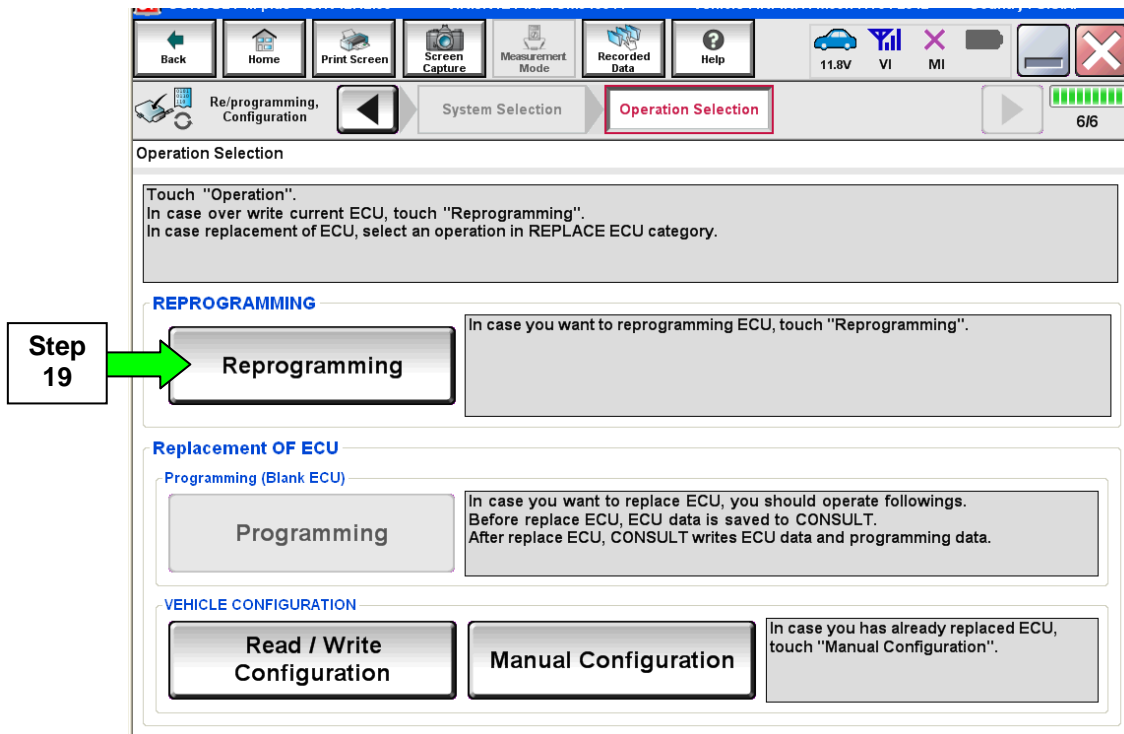 Back
Home
Print Screen
Screen
Capture
Measurement
Mode
Recorded
Data
Help
11.8V
VI
MI
Re/programming,
Configuration
System Selection
Operation Selection
6/6
Operation Selection
Touch "Operation".
In case over write current ECU, touch "Reprogramming".
In case replacement of ECU, select an operation in REPLACE ECU category.
REPROGRAMMING
Step
19
Reprogramming
In case you want to reprogramming ECU, touch "Reprogramming".
Replacement OF ECU
Programming (Blank ECU)
Programming
In case you want to replace ECU, you should operate followings.
Before replace ECU, ECU data is saved to CONSULT.
After replace ECU, CONSULT writes ECU data and programming data.
VEHICLE CONFIGURATION
Read / Write
Configuration
Manual Configuration
In case you has already replaced ECU,
touch "Manual Configuration".